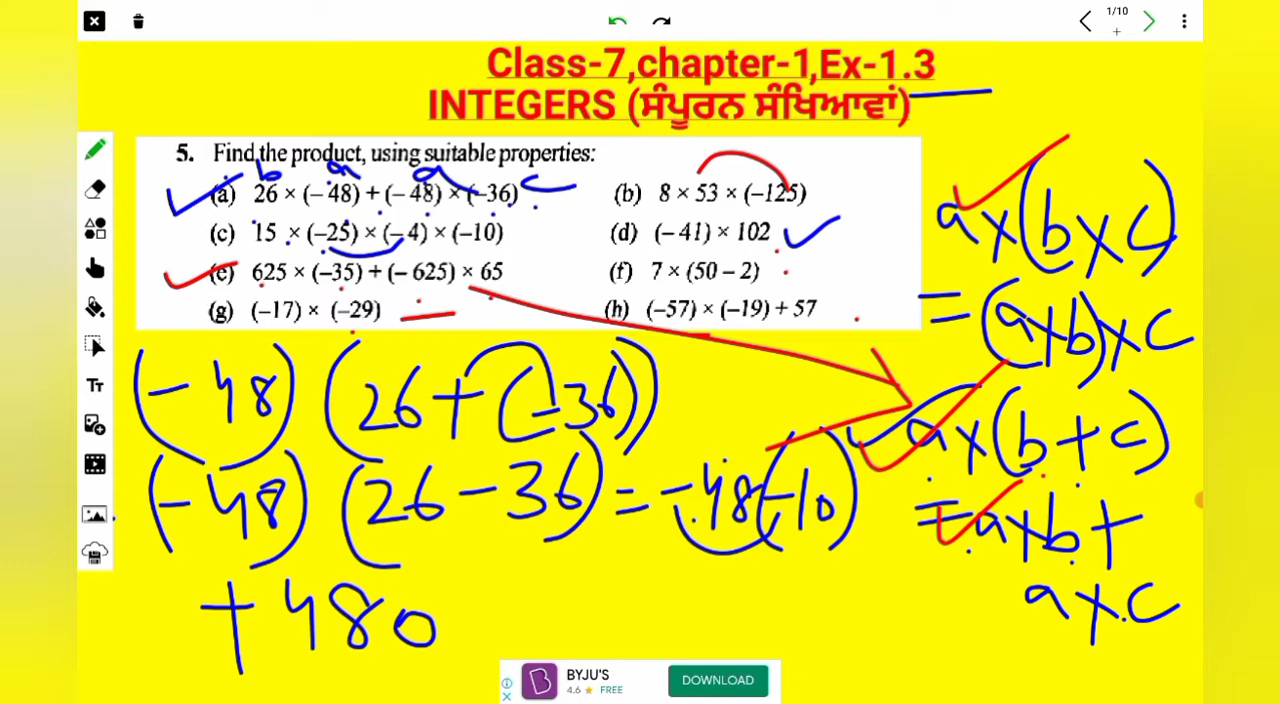 1/10
Class-7,chapter-1,Ex-1.3
INTEGERS (ਸੰਪੂਰਨ ਸੰਖਿਆਵਾਂ)
5. Find the product, using suitable properties:
b a a c
(a) 26 × (– 48) + (– 48) × (–36)
(b) 8 × 53 × (–125)
(c) 15 × (–25) × (– 4) × (–10)
(d) (– 41) × 102
(e) 625 × (–35) + (– 625) × 65
(f) 7 × (50 – 2)
(g) (–17) × (–29)
(h) (–57) × (–19) + 57
a×(b×c)
=(a×b)×c
a×(b+c)
=a×b+
a×c
(-48) (26+(-36))
(-48) (26-36) = -48(-10)
+480
Tт
BYJU'S
4.6 ★ FREE
DOWNLOAD